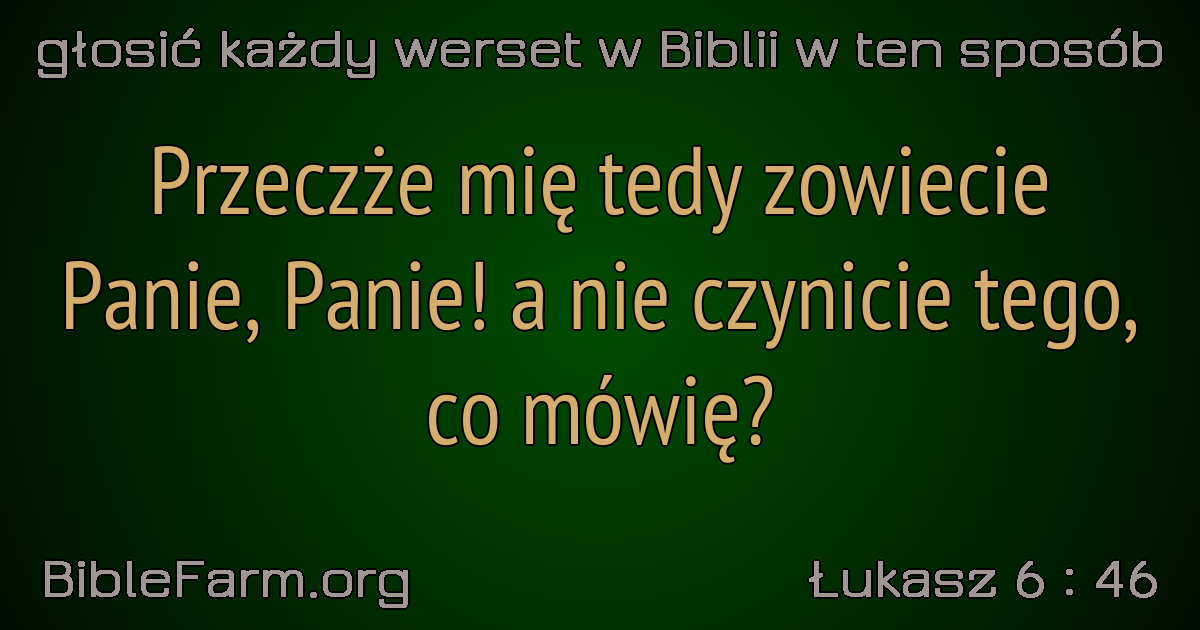 głosić każdy werset w Biblii w ten sposób
Przeczże mię tedy zowiecie
Panie, Panie! a nie czynicie tego,
co mówię?
BibleFarm.org
Łukasz 6 : 46